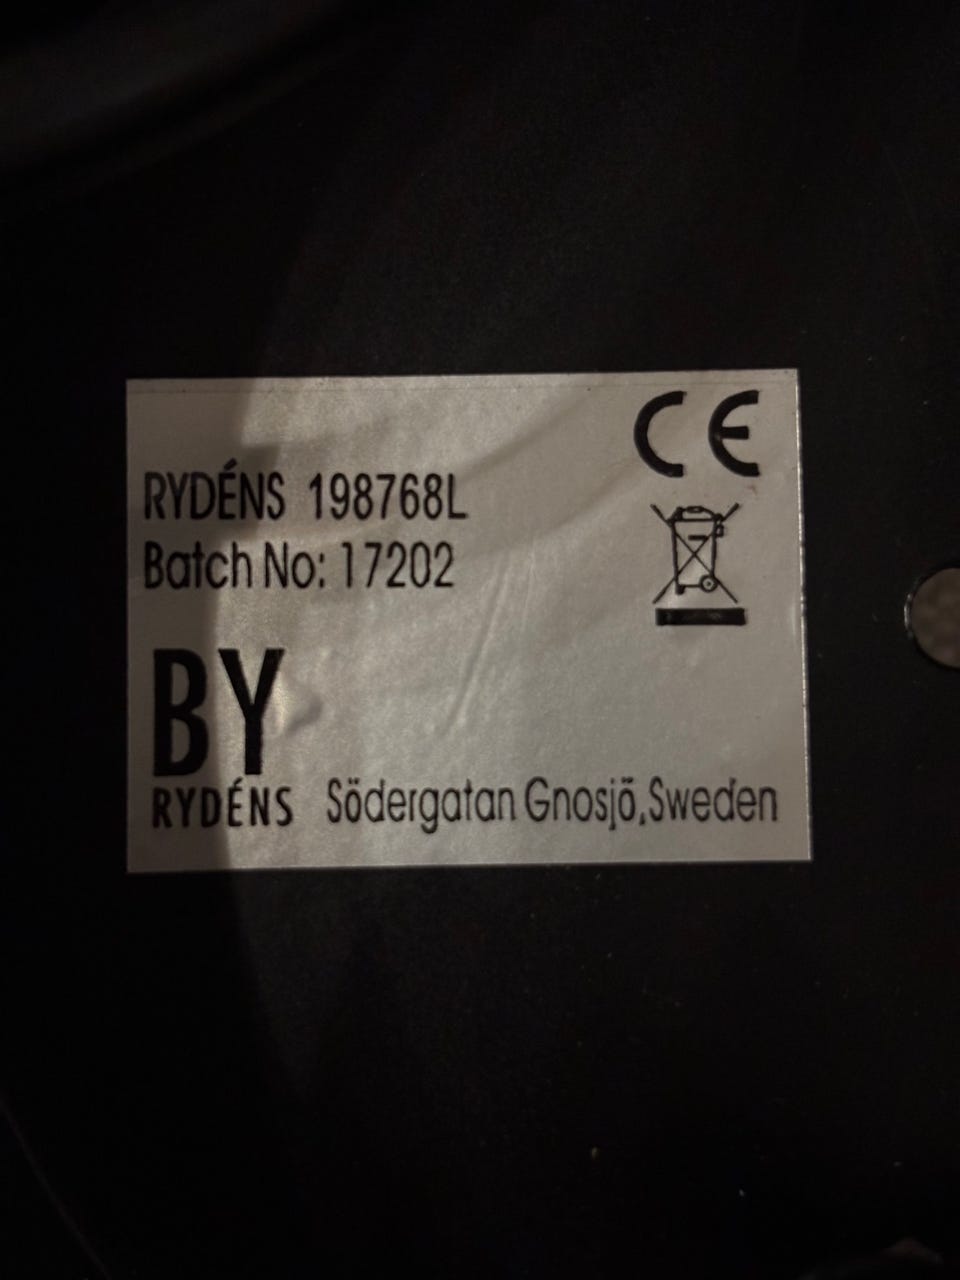 CE
RYDÉNS 198768L
Batch No: 17202
BY
RYDÉNS Södergatan Gnosjö,Sweden